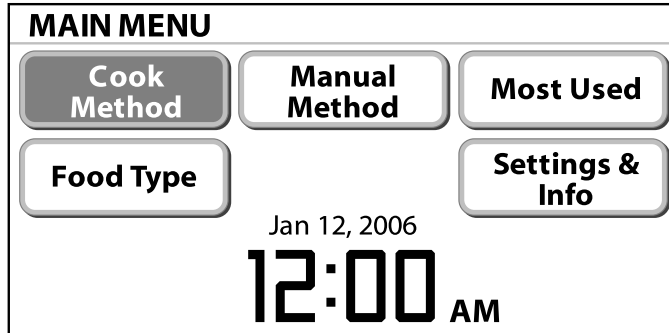 MAIN MENU
Cook
Method
Manual
Method
Most Used
Food Type
Settings &
Info
Jan 12, 2006
12:00 AM